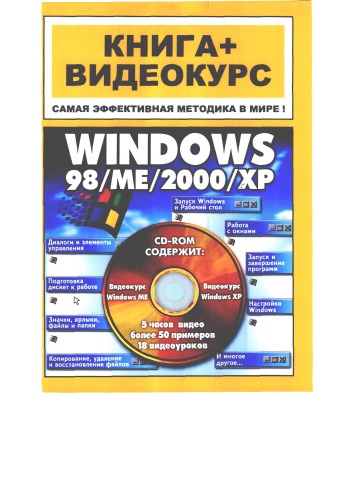 КНИГА+
ВИДЕОКУРС
САМАЯ ЭФФЕКТИВНАЯ МЕТОДИКА В МИРЕ !
WINDOWS
98/ME/2000/XP
Запуск Windows
и Рабочий стол
Работа
с окнами
Диалоги и элементы
управления
CD-ROM
СОДЕРЖИТ:
Запуск и
завершение
программ
Подготовка
дискет к работе
Видеокурс
Windows ME
Видеокурс
Windows XP
Настройки
Windows
Значки, ярлыки,
файлы и папки
5 часов видео
более 50 примеров
18 видеоуроков
Копирование, удаление
и восстановление файлов
И многое
другое...